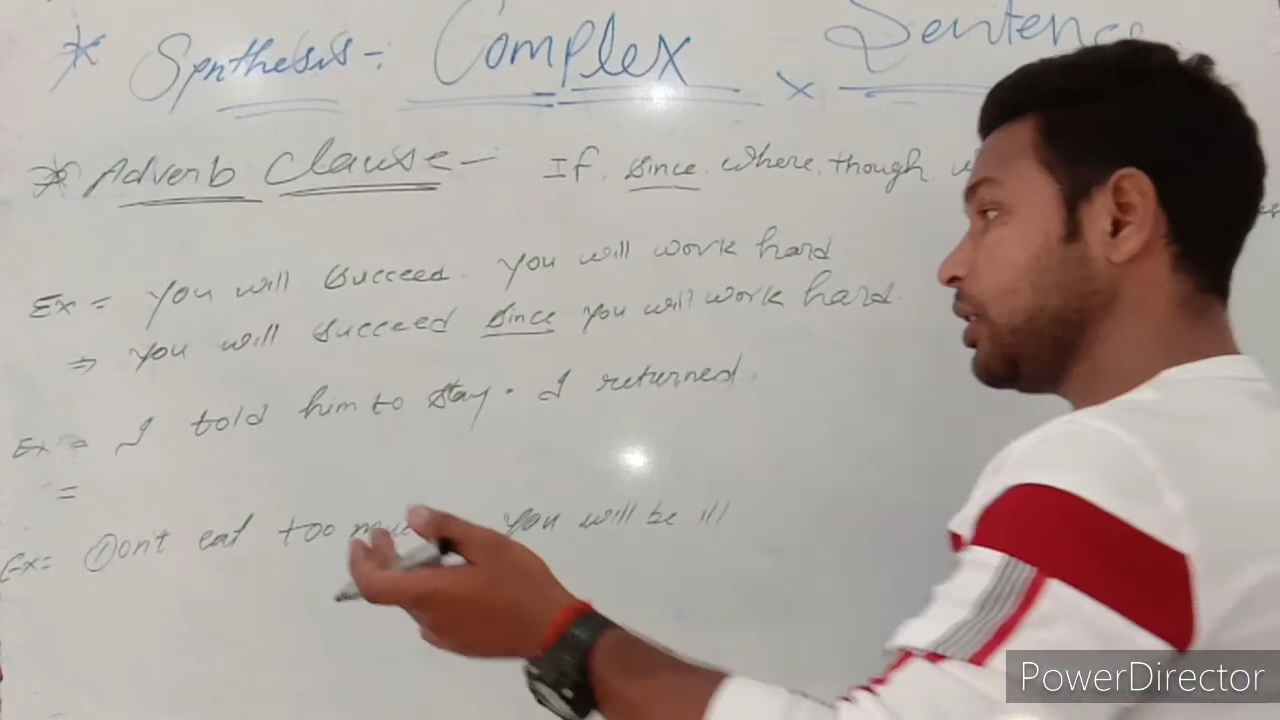 * Synthesis - : Complex x Sentence
* Adverb Clause - If. Since. Where. though
Ex = You will succeed. You will work hard
⇒ You will succeed since you will work hard.
Ex = I told him to stay. I returned.
=
Ex = Don't eat too you will be ill
PowerDirector